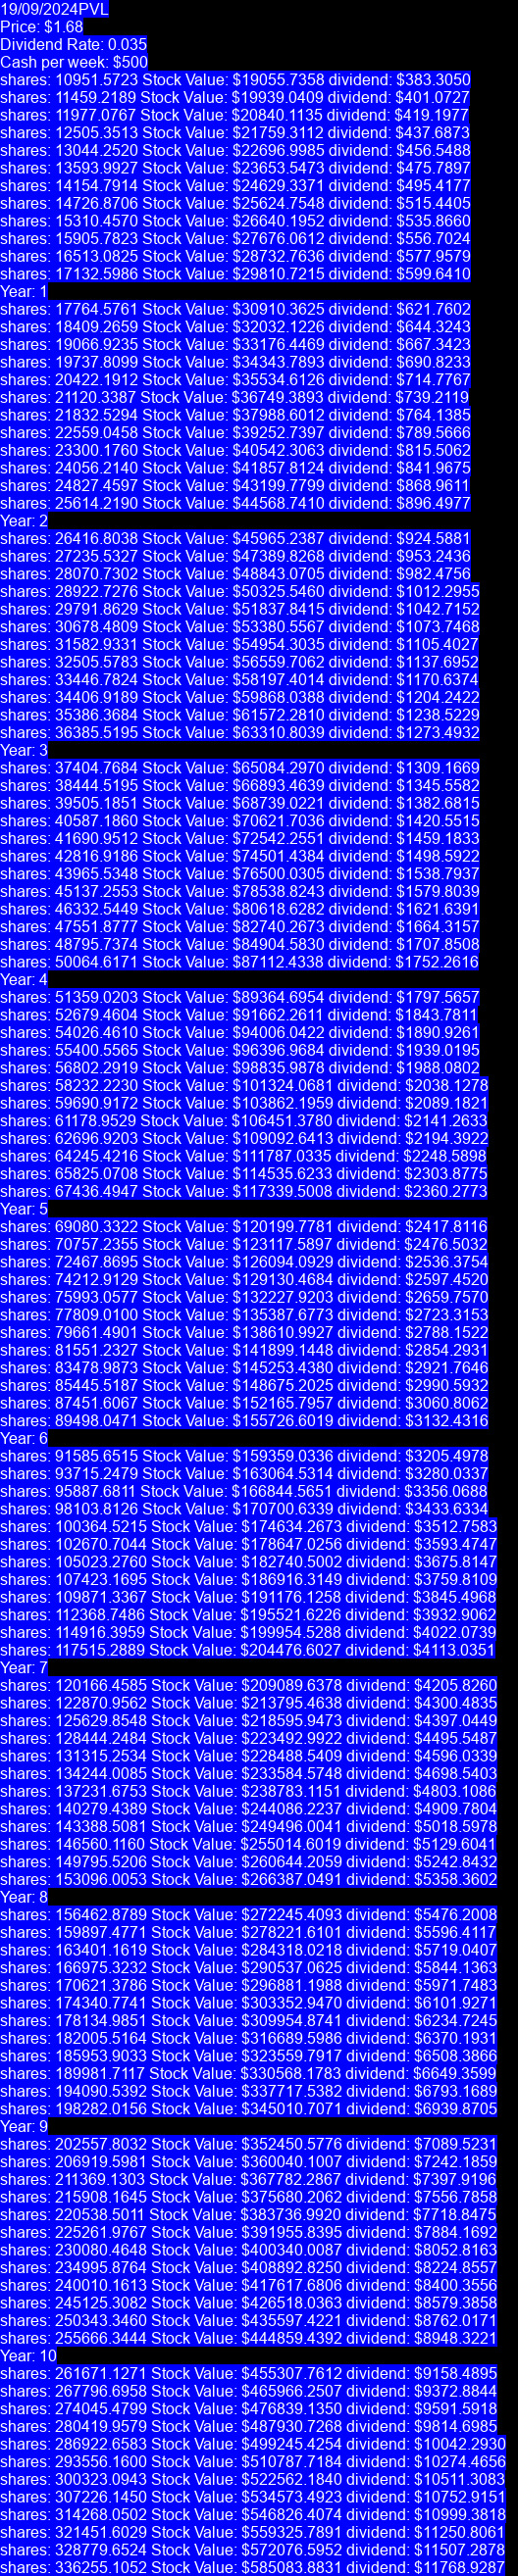 19/09/2024PVL
Price: $1.68
Dividend Rate: 0.035
Cash per week: $500
shares: 10951.5723 Stock Value: $19055.7358 dividend: $383.3050
shares: 11459.2189 Stock Value: $19939.0409 dividend: $401.0727
shares: 11977.0767 Stock Value: $20840.1135 dividend: $419.1977
shares: 12505.3513 Stock Value: $21759.3112 dividend: $437.6873
shares: 13044.2520 Stock Value: $22696.9985 dividend: $456.5488
shares: 13593.9927 Stock Value: $23653.5473 dividend: $475.7897
shares: 14154.7914 Stock Value: $24629.3371 dividend: $495.4177
shares: 14726.8706 Stock Value: $25624.7548 dividend: $515.4405
shares: 15310.4570 Stock Value: $26640.1952 dividend: $535.8660
shares: 15905.7823 Stock Value: $27676.0612 dividend: $556.7024
shares: 16513.0825 Stock Value: $28732.7636 dividend: $577.9579
shares: 17132.5986 Stock Value: $29810.7215 dividend: $599.6410
Year: 1
shares: 17764.5761 Stock Value: $30910.3625 dividend: $621.7602
shares: 18409.2659 Stock Value: $32032.1226 dividend: $644.3243
shares: 19066.9235 Stock Value: $33176.4469 dividend: $667.3423
shares: 19737.8099 Stock Value: $34343.7893 dividend: $690.8233
shares: 20422.1912 Stock Value: $35534.6126 dividend: $714.7767
shares: 21120.3387 Stock Value: $36749.3893 dividend: $739.2119
shares: 21832.5294 Stock Value: $37988.6012 dividend: $764.1385
shares: 22559.0458 Stock Value: $39252.7397 dividend: $789.5666
shares: 23300.1760 Stock Value: $40542.3063 dividend: $815.5062
shares: 24056.2140 Stock Value: $41857.8124 dividend: $841.9675
shares: 24827.4597 Stock Value: $43199.7799 dividend: $868.9611
shares: 25614.2190 Stock Value: $44568.7410 dividend: $896.4977
Year: 2
shares: 26416.8038 Stock Value: $45965.2387 dividend: $924.5881
shares: 27235.5327 Stock Value: $47389.8268 dividend: $953.2436
shares: 28070.7302 Stock Value: $48843.0705 dividend: $982.4756
shares: 28922.7276 Stock Value: $50325.5460 dividend: $1012.2955
shares: 29791.8629 Stock Value: $51837.8415 dividend: $1042.7152
shares: 30678.4809 Stock Value: $53380.5567 dividend: $1073.7468
shares: 31582.9331 Stock Value: $54954.3035 dividend: $1105.4027
shares: 32505.5783 Stock Value: $56559.7062 dividend: $1137.6952
shares: 33446.7824 Stock Value: $58197.4014 dividend: $1170.6374
shares: 34406.9189 Stock Value: $59868.0388 dividend: $1204.2422
shares: 35386.3684 Stock Value: $61572.2810 dividend: $1238.5229
shares: 36385.5195 Stock Value: $63310.8039 dividend: $1273.4932
Year: 3
shares: 37404.7684 Stock Value: $65084.2970 dividend: $1309.1669
shares: 38444.5195 Stock Value: $66893.4639 dividend: $1345.5582
shares: 39505.1851 Stock Value: $68739.0221 dividend: $1382.6815
shares: 40587.1860 Stock Value: $70621.7036 dividend: $1420.5515
shares: 41690.9512 Stock Value: $72542.2551 dividend: $1459.1833
shares: 42816.9186 Stock Value: $74501.4384 dividend: $1498.5922
shares: 43965.5348 Stock Value: $76500.0305 dividend: $1538.7937
shares: 45137.2553 Stock Value: $78538.8243 dividend: $1579.8039
shares: 46332.5449 Stock Value: $80618.6282 dividend: $1621.6391
shares: 47551.8777 Stock Value: $82740.2673 dividend: $1664.3157
shares: 48795.7374 Stock Value: $84904.5830 dividend: $1707.8508
shares: 50064.6171 Stock Value: $87112.4338 dividend: $1752.2616
Year: 4
shares: 51359.0203 Stock Value: $89364.6954 dividend: $1797.5657
shares: 52679.4604 Stock Value: $91662.2611 dividend: $1843.7811
shares: 54026.4610 Stock Value: $94006.0422 dividend: $1890.9261
shares: 55400.5565 Stock Value: $96396.9684 dividend: $1939.0195
shares: 56802.2919 Stock Value: $98835.9878 dividend: $1988.0802
shares: 58232.2230 Stock Value: $101324.0681 dividend: $2038.1278
shares: 59690.9172 Stock Value: $103862.1959 dividend: $2089.1821
shares: 61178.9529 Stock Value: $106451.3780 dividend: $2141.2633
shares: 62696.9203 Stock Value: $109092.6413 dividend: $2194.3922
shares: 64245.4216 Stock Value: $111787.0335 dividend: $2248.5898
shares: 65825.0708 Stock Value: $114535.6233 dividend: $2303.8775
shares: 67436.4947 Stock Value: $117339.5008 dividend: $2360.2773
Year: 5
shares: 69080.3322 Stock Value: $120199.7781 dividend: $2417.8116
shares: 70757.2355 Stock Value: $123117.5897 dividend: $2476.5032
shares: 72467.8695 Stock Value: $126094.0929 dividend: $2536.3754
shares: 74212.9129 Stock Value: $129130.4684 dividend: $2597.4520
shares: 75993.0577 Stock Value: $132227.9203 dividend: $2659.7570
shares: 77809.0100 Stock Value: $135387.6773 dividend: $2723.3153
shares: 79661.4901 Stock Value: $138610.9927 dividend: $2788.1522
shares: 81551.2327 Stock Value: $141899.1448 dividend: $2854.2931
shares: 83478.9873 Stock Value: $145253.4380 dividend: $2921.7646
shares: 85445.5187 Stock Value: $148675.2025 dividend: $2990.5932
shares: 87451.6067 Stock Value: $152165.7957 dividend: $3060.8062
shares: 89498.0471 Stock Value: $155726.6019 dividend: $3132.4316
Year: 6
shares: 91585.6515 Stock Value: $159359.0336 dividend: $3205.4978
shares: 93715.2479 Stock Value: $163064.5314 dividend: $3280.0337
shares: 95887.6811 Stock Value: $166844.5651 dividend: $3356.0688
shares: 98103.8126 Stock Value: $170700.6339 dividend: $3433.6334
shares: 100364.5215 Stock Value: $174634.2673 dividend: $3512.7583
shares: 102670.7044 Stock Value: $178647.0256 dividend: $3593.4747
shares: 105023.2760 Stock Value: $182740.5002 dividend: $3675.8147
shares: 107423.1695 Stock Value: $186916.3149 dividend: $3759.8109
shares: 109871.3367 Stock Value: $191176.1258 dividend: $3845.4968
shares: 112368.7486 Stock Value: $195521.6226 dividend: $3932.9062
shares: 114916.3959 Stock Value: $199954.5288 dividend: $4022.0739
shares: 117515.2889 Stock Value: $204476.6027 dividend: $4113.0351
Year: 7
shares: 120166.4585 Stock Value: $209089.6378 dividend: $4205.8260
shares: 122870.9562 Stock Value: $213795.4638 dividend: $4300.4835
shares: 125629.8548 Stock Value: $218595.9473 dividend: $4397.0449
shares: 128444.2484 Stock Value: $223492.9922 dividend: $4495.5487
shares: 131315.2534 Stock Value: $228488.5409 dividend: $4596.0339
shares: 134244.0085 Stock Value: $233584.5748 dividend: $4698.5403
shares: 137231.6753 Stock Value: $238783.1151 dividend: $4803.1086
shares: 140279.4389 Stock Value: $244086.2237 dividend: $4909.7804
shares: 143388.5081 Stock Value: $249496.0041 dividend: $5018.5978
shares: 146560.1160 Stock Value: $255014.6019 dividend: $5129.6041
shares: 149795.5206 Stock Value: $260644.2059 dividend: $5242.8432
shares: 153096.0053 Stock Value: $266387.0491 dividend: $5358.3602
Year: 8
shares: 156462.8789 Stock Value: $272245.4093 dividend: $5476.2008
shares: 159897.4771 Stock Value: $278221.6101 dividend: $5596.4117
shares: 163401.1619 Stock Value: $284318.0218 dividend: $5719.0407
shares: 166975.3232 Stock Value: $290537.0625 dividend: $5844.1363
shares: 170621.3786 Stock Value: $296881.1988 dividend: $5971.7483
shares: 174340.7741 Stock Value: $303352.9470 dividend: $6101.9271
shares: 178134.9851 Stock Value: $309954.8741 dividend: $6234.7245
shares: 182005.5164 Stock Value: $316689.5986 dividend: $6370.1931
shares: 185953.9033 Stock Value: $323559.7917 dividend: $6508.3866
shares: 189981.7117 Stock Value: $330568.1783 dividend: $6649.3599
shares: 194090.5392 Stock Value: $337717.5382 dividend: $6793.1689
shares: 198282.0156 Stock Value: $345010.7071 dividend: $6939.8705
Year: 9
shares: 202557.8032 Stock Value: $352450.5776 dividend: $7089.5231
shares: 206919.5981 Stock Value: $360040.1007 dividend: $7242.1859
shares: 211369.1303 Stock Value: $367782.2867 dividend: $7397.9196
shares: 215908.1645 Stock Value: $375680.2062 dividend: $7556.7858
shares: 220538.5011 Stock Value: $383736.9920 dividend: $7718.8475
shares: 225261.9767 Stock Value: $391955.8395 dividend: $7884.1692
shares: 230080.4648 Stock Value: $400340.0087 dividend: $8052.8163
shares: 234995.8764 Stock Value: $408892.8250 dividend: $8224.8557
shares: 240010.1613 Stock Value: $417617.6806 dividend: $8400.3556
shares: 245125.3082 Stock Value: $426518.0363 dividend: $8579.3858
shares: 250343.3460 Stock Value: $435597.4221 dividend: $8762.0171
shares: 255666.3444 Stock Value: $444859.4392 dividend: $8948.3221
Year: 10
shares: 261671.1271 Stock Value: $455307.7612 dividend: $9158.4895
shares: 267796.6958 Stock Value: $465966.2507 dividend: $9372.8844
shares: 274045.4799 Stock Value: $476839.1350 dividend: $9591.5918
shares: 280419.9579 Stock Value: $487930.7268 dividend: $9814.6985
shares: 286922.6583 Stock Value: $499245.4254 dividend: $10042.2930
shares: 293556.1600 Stock Value: $510787.7184 dividend: $10274.4656
shares: 300323.0943 Stock Value: $522562.1840 dividend: $10511.3083
shares: 307226.1450 Stock Value: $534573.4923 dividend: $10752.9151
shares: 314268.0502 Stock Value: $546826.4074 dividend: $10999.3818
shares: 321451.6029 Stock Value: $559325.7891 dividend: $11250.8061
shares: 328779.6524 Stock Value: $572076.5952 dividend: $11507.2878
shares: 336255.1052 Stock Value: $585083.8831 dividend: $11768.9287